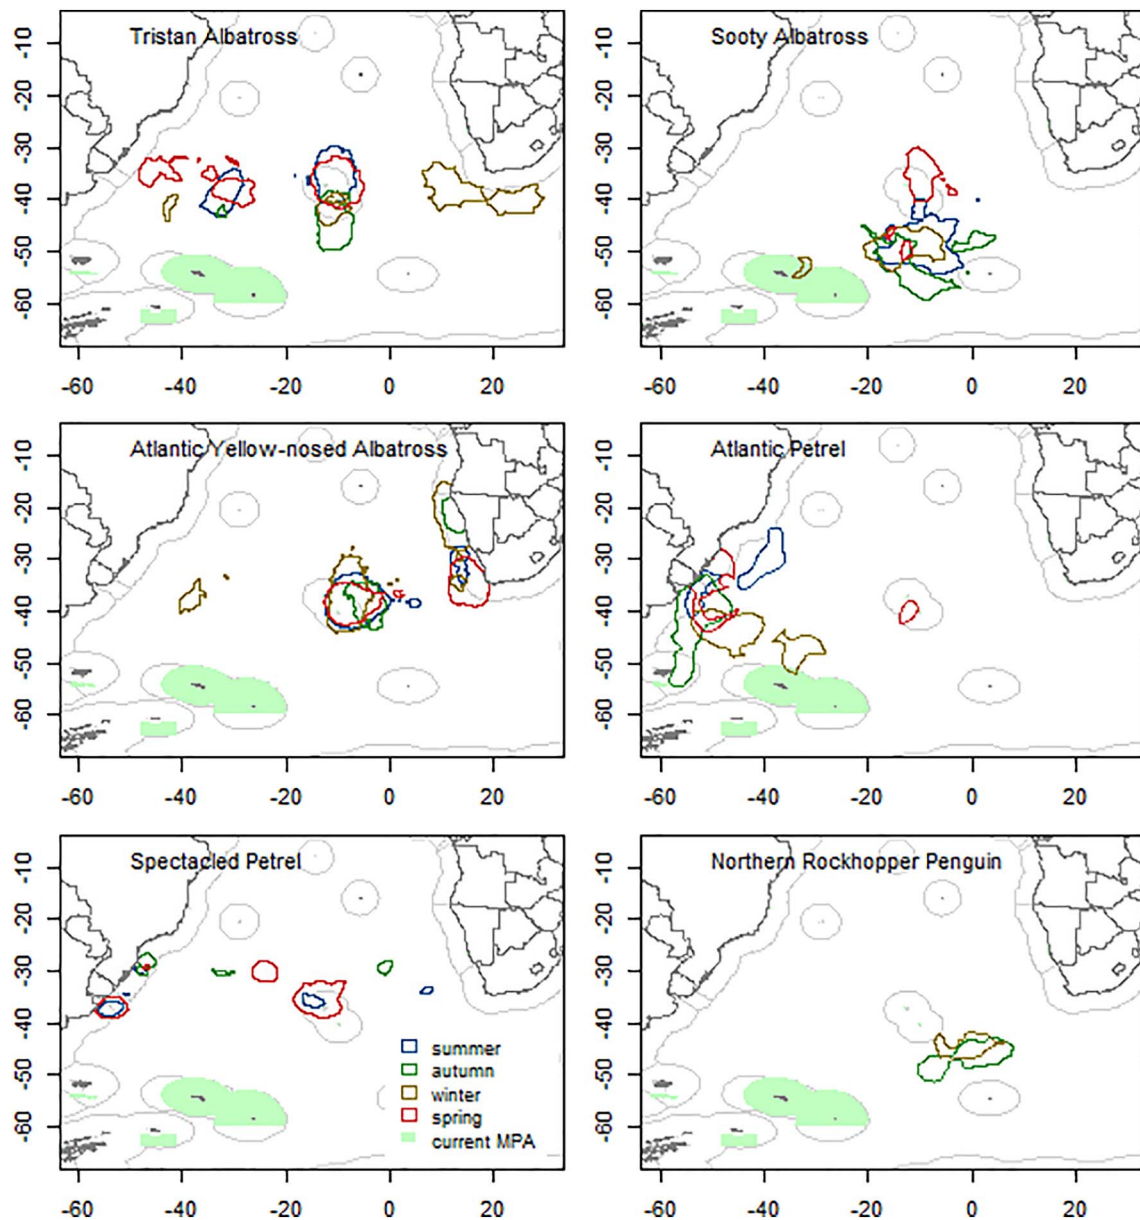 Tristan Albatross
-10
-20
-30
-40
-50
-60
-60 -40 -20 0 20
Sooty Albatross
-10
-20
-30
-40
-50
-60
-60 -40 -20 0 20
Atlantic Yellow-nosed Albatross
-10
-20
-30
-40
-50
-60
-60 -40 -20 0 20
Atlantic Petrel
-10
-20
-30
-40
-50
-60
-60 -40 -20 0 20
Spectacled Petrel
-10
-20
-30
-40
-50
-60
summer
autumn
winter
spring
current MPA
-60 -40 -20 0 20
Northern Rockhopper Penguin
-10
-20
-30
-40
-50
-60
-60 -40 -20 0 20